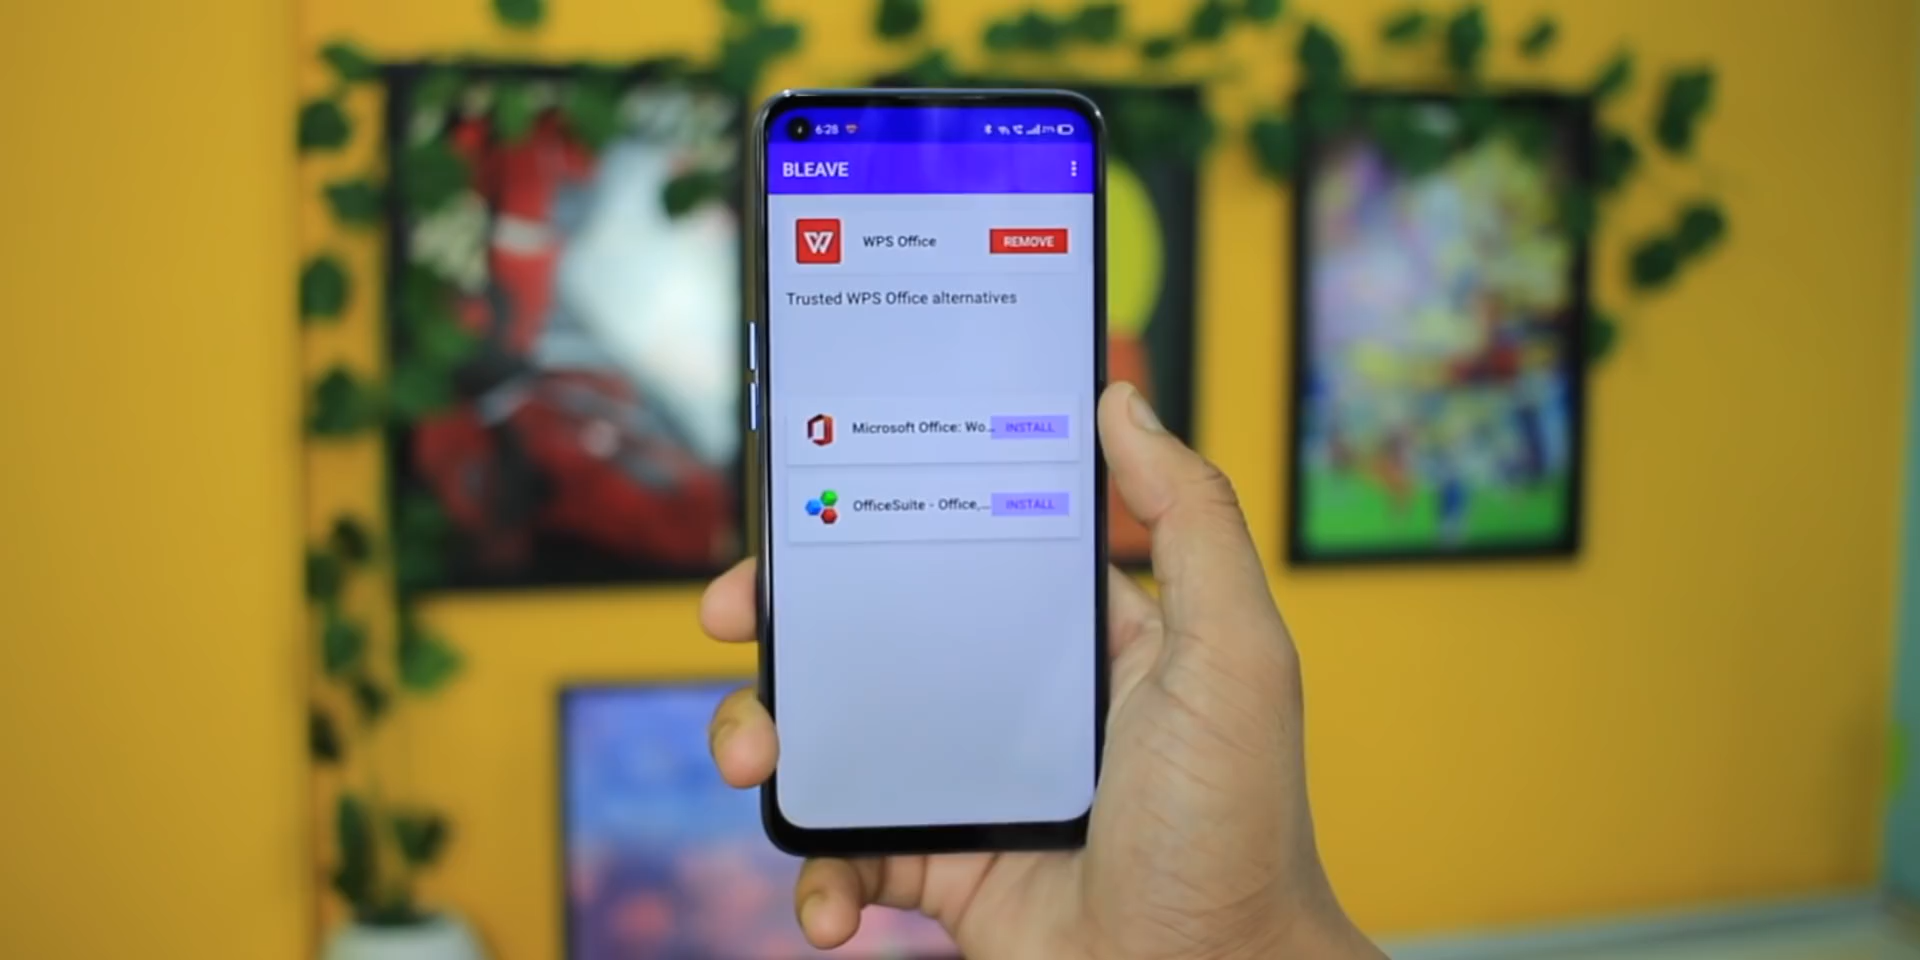 6:28
BLEAVE
WPS Office
REMOVE
Trusted WPS Office alternatives
Microsoft Office: Wo...
INSTALL
OfficeSuite - Office,...
INSTALL